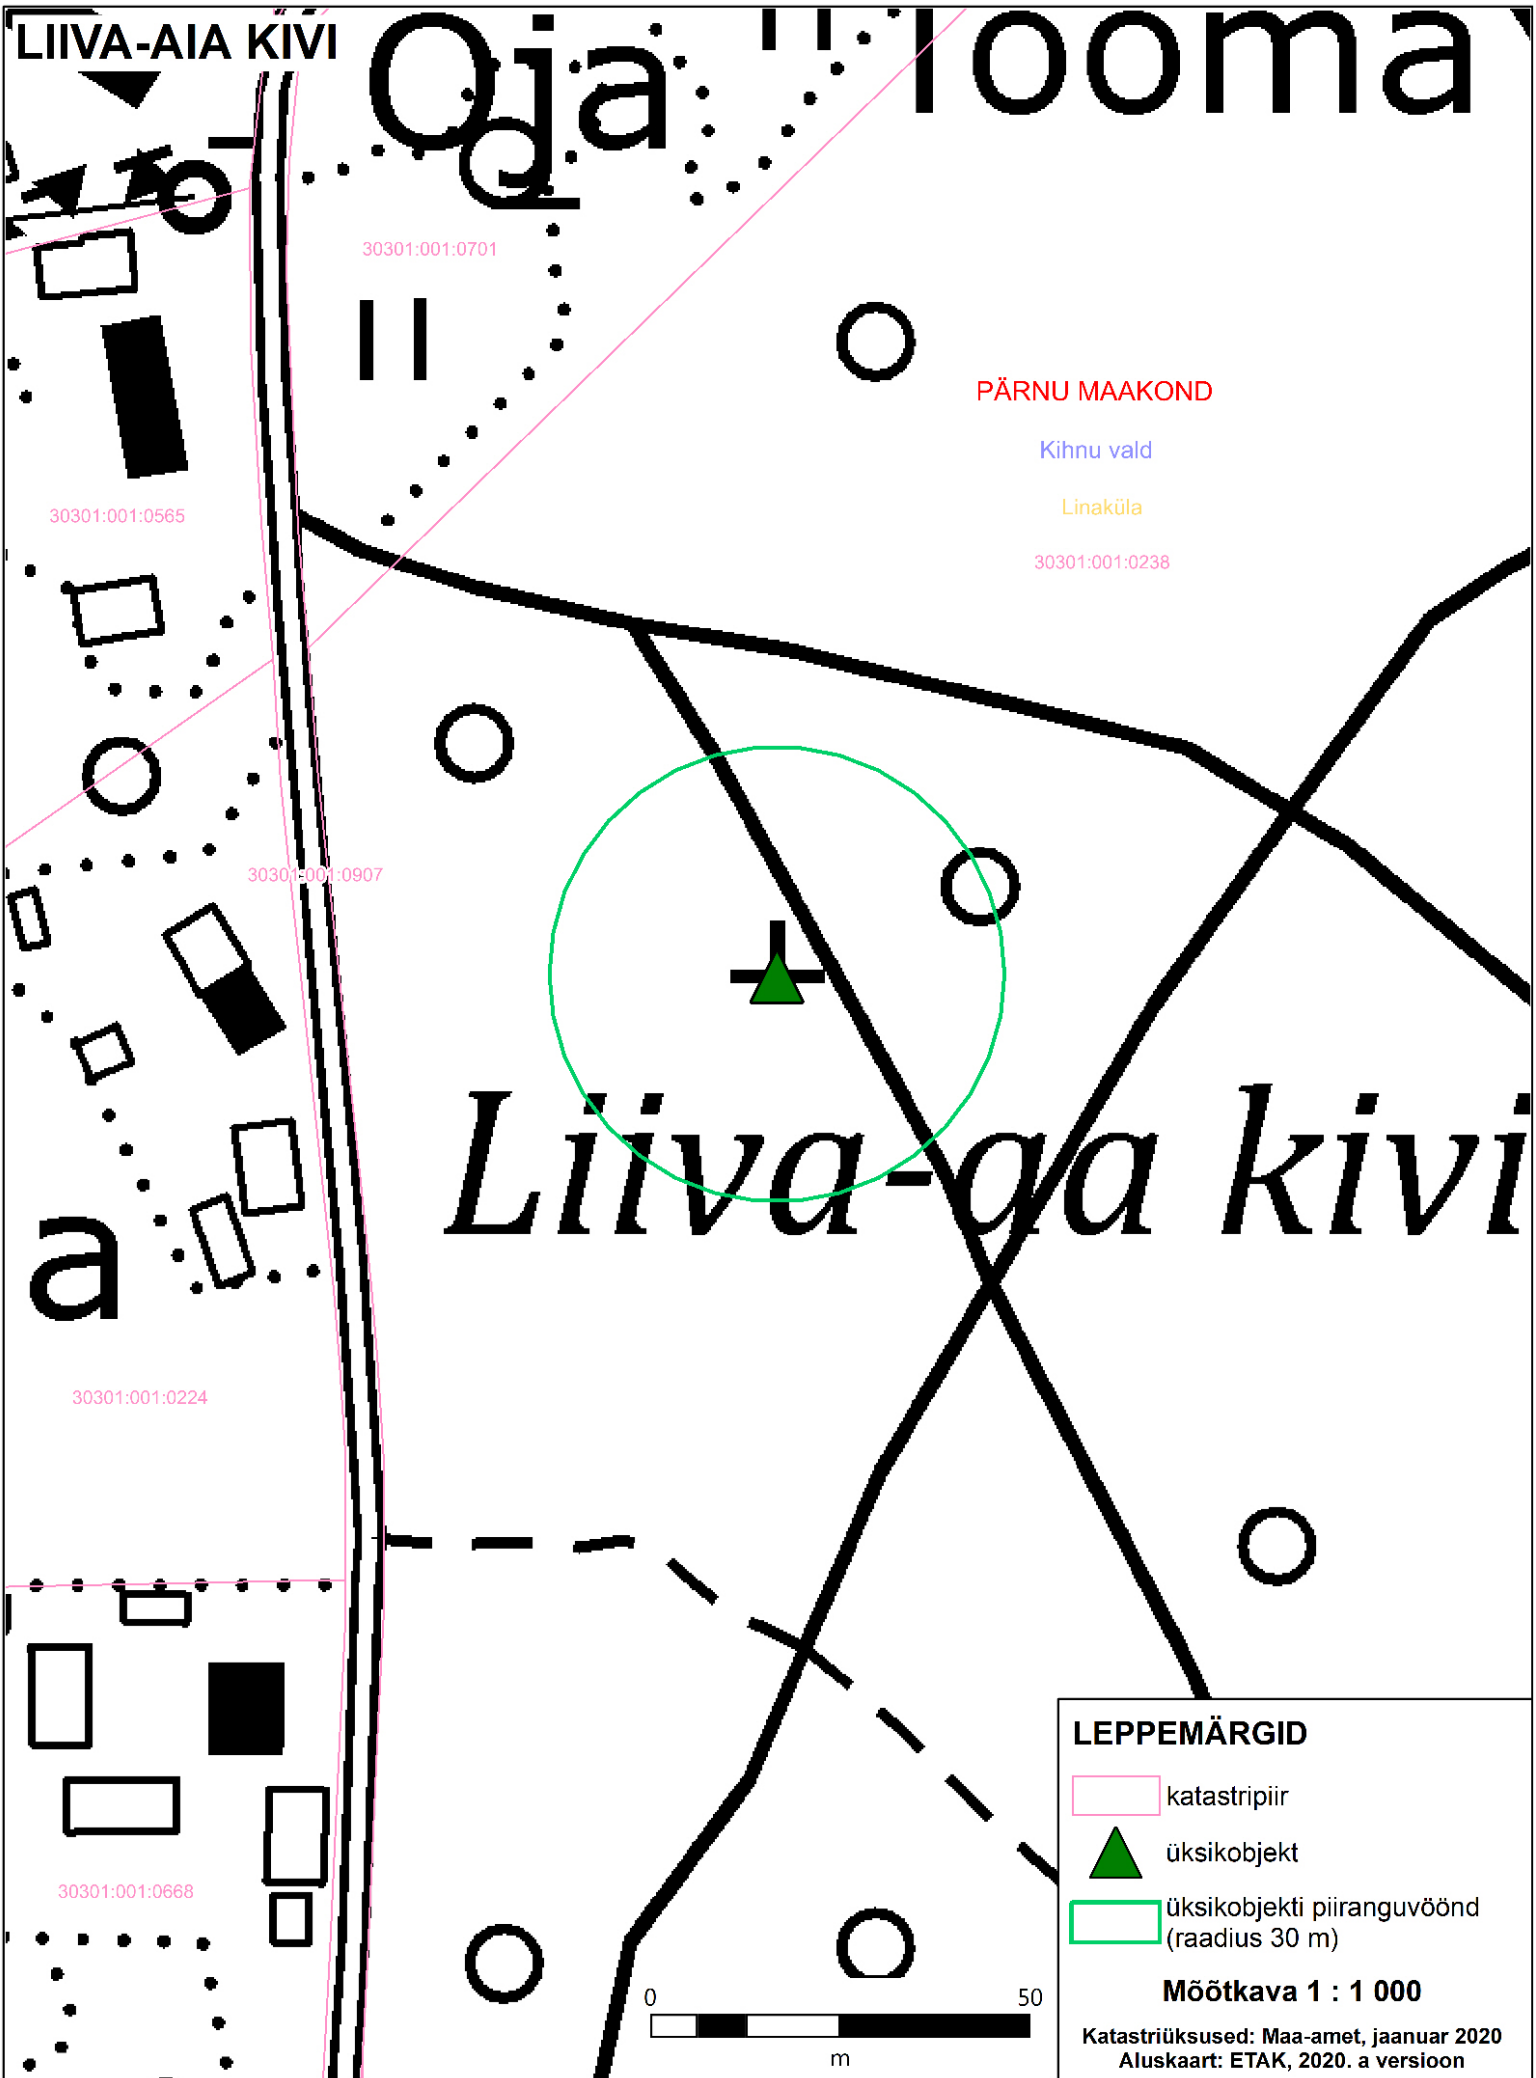 LIIVA-AIA KIVI
Oja
Tooma
30301:001:0701
PÄRNU MAAKOND
Kihnu vald
Linaküla
30301:001:0238
30301:001:0565
30301:001:0907
Liiva-aa kivi
a
30301:001:0224
30301:001:0668
LEPPEMÄRGID
katastripiir
üksikobjekt
üksikobjekti piiranguvöönd
(raadius 30 m)
Mõõtkava 1 : 1 000
Katastriüksused: Maa-amet, jaanuar 2020
Aluskaart: ETAK, 2020. a versioon
0 50
m